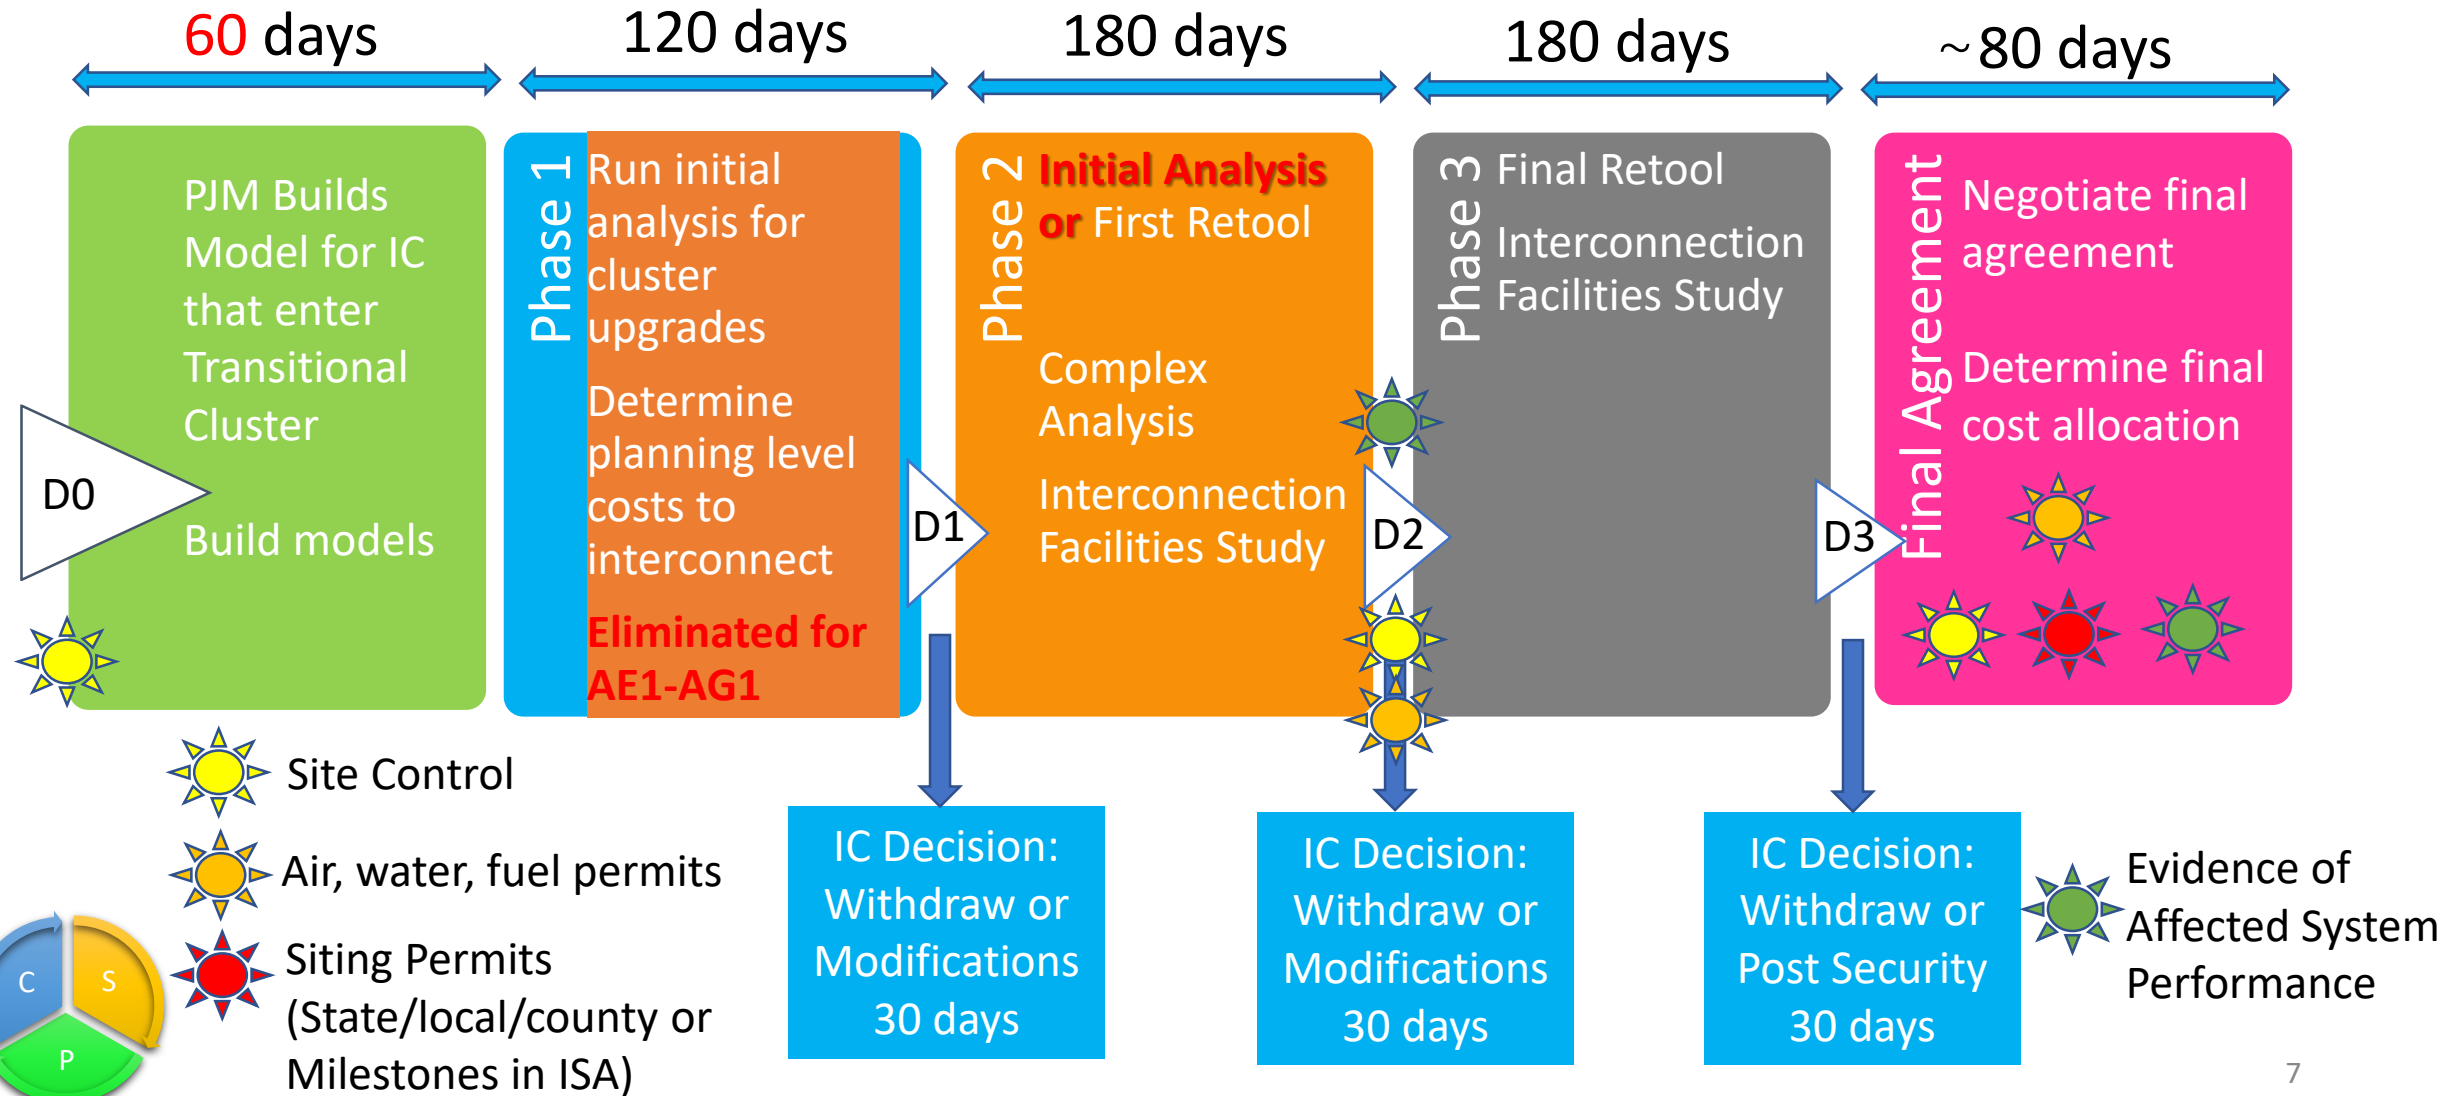 60 days
120 days
180 days
180 days
~80 days
PJM Builds
Model for IC
that enter
Transitional
Cluster
Build models
D0
Phase 1
Run initial
analysis for
cluster
upgrades
Determine
planning level
costs to
interconnect
Eliminated for
AE1-AG1
D1
Phase 2
Initial Analysis
or First Retool
Complex
Analysis
Interconnection
Facilities Study
D2
Phase 3
Final Retool
Interconnection
Facilities Study
D3
Final Agreement
Negotiate final
agreement
Determine final
cost allocation
Site Control
Air, water, fuel permits
Siting Permits
(State/local/county or
Milestones in ISA)
C
S
P
IC Decision:
Withdraw or
Modifications
30 days
IC Decision:
Withdraw or
Modifications
30 days
IC Decision:
Withdraw or
Post Security
30 days
Evidence of
Affected System
Performance
7